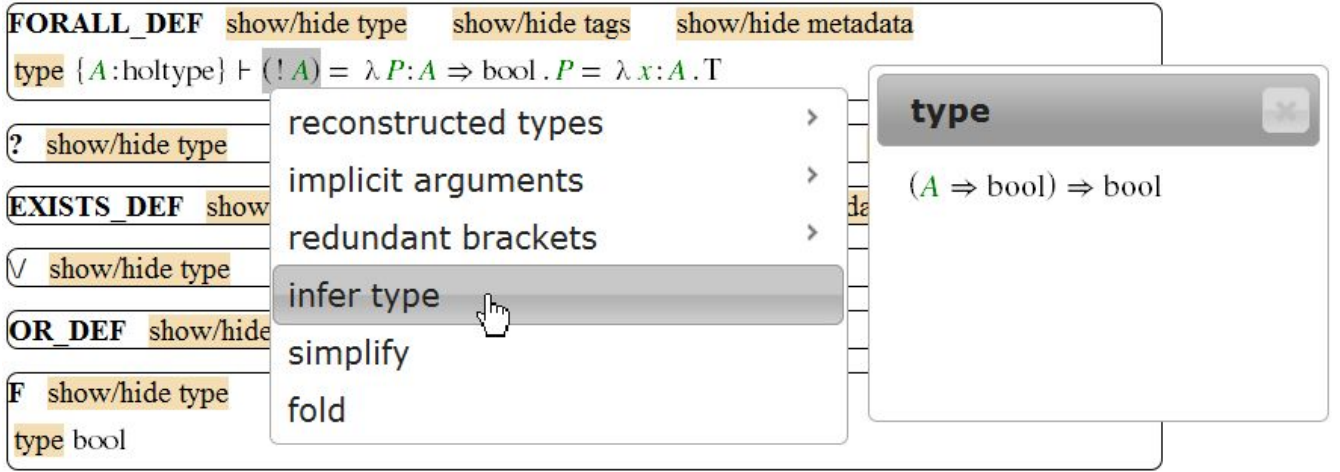 FORALL_DEF show/hide type show/hide tags show/hide metadata
type {A:holtype} ⊢ (! A) = λ P:A ⇒ bool . P = λ x:A . T
reconstructed types
implicit arguments
redundant brackets
infer type
simplify
fold
type
(A ⇒ bool) ⇒ bool
? show/hide type
EXISTS_DEF show
da
\/ show/hide type
OR_DEF show/hide
F show/hide type
type bool